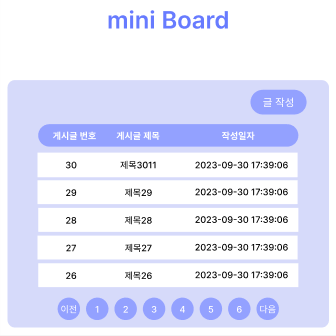 mini Board
글 작성
게시글 번호 게시글 제목 작성일자
30 제목3011 2023-09-30 17:39:06
29 제목29 2023-09-30 17:39:06
28 제목28 2023-09-30 17:39:06
27 제목27 2023-09-30 17:39:06
26 제목26 2023-09-30 17:39:06
이전 1 2 3 4 5 6 다음